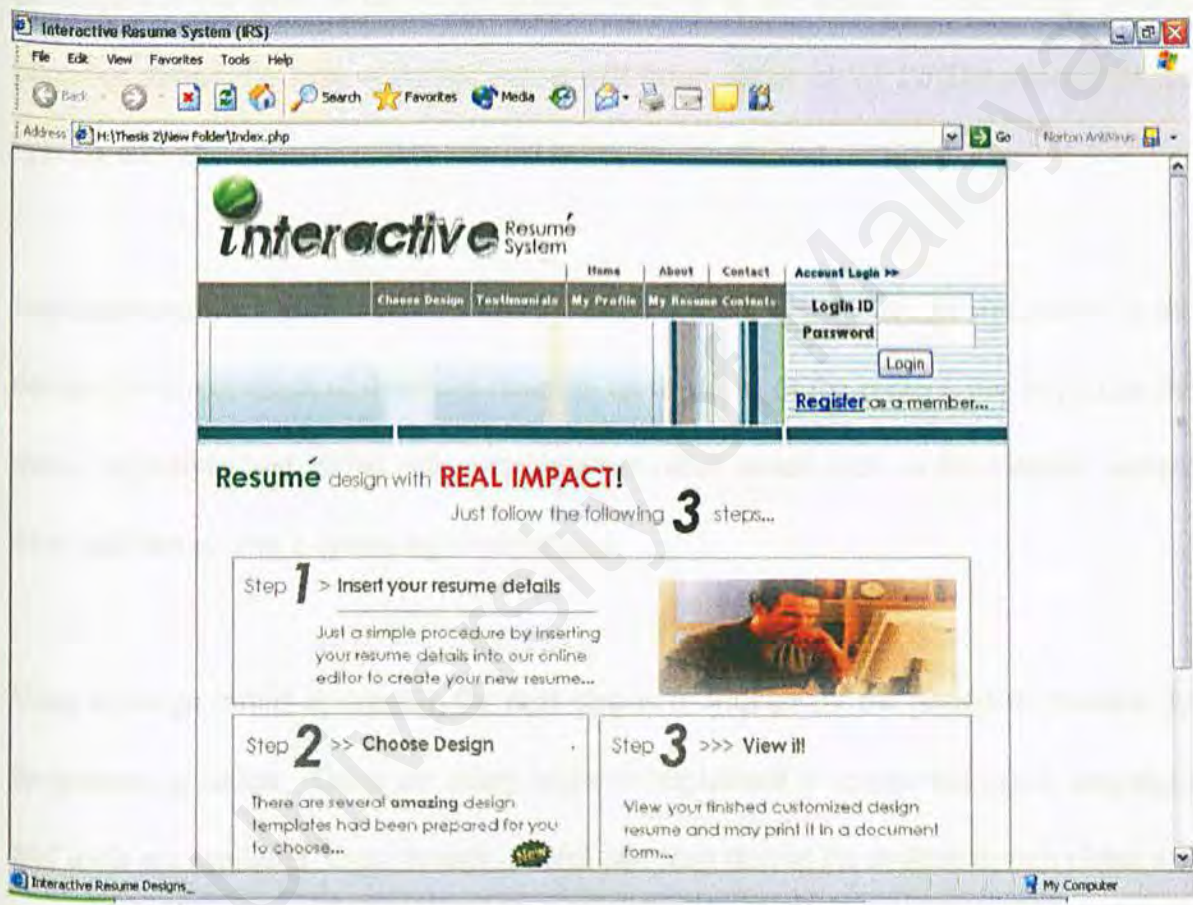 Interactive Resume System (IRS)
File Edit View Favorites Tools Help
Back Search Favorites Media
Address H:\Thesis 2\New Folder\Index.php Go Norton AntiVirus
interactive Resumé System
Home About Contact Account Login >>
Choose Design Testimonials My Profile My Resume Contents
Login ID
Password
Login
Register as a member...
Resumé design with REAL IMPACT!
Just follow the following 3 steps...
Step 1 > Insert your resume details
Just a simple procedure by inserting
your resume details into our online
editor to create your new resume...
Step 2 >> Choose Design
There are several amazing design
templates had been prepared for you
to choose...
New
Step 3 >>> View it!
View your finished customized design
resume and may print it in a document
form...
Interactive Resume Designs_ My Computer
University of Malaya